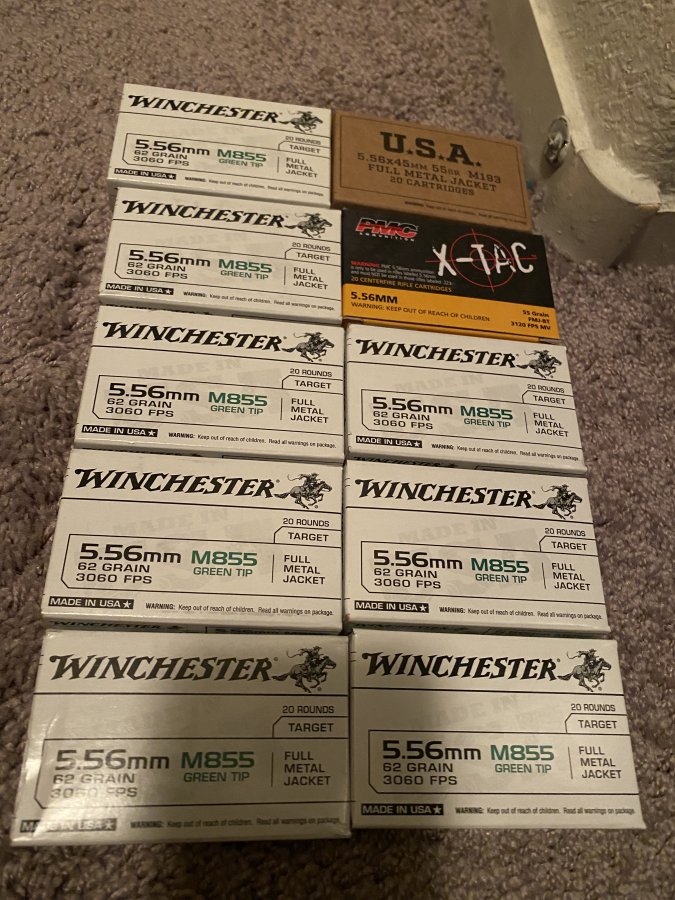 WINCHESTER®
20 ROUNDS
TARGET
5.56mm M855
62 GRAIN GREEN TIP
3060 FPS
FULL
METAL
JACKET
MADE IN USA★
WARNING: Keep out of reach of children. Read all warnings on package.
U.S.A.
5.56x45MM 55GR M193
FULL METAL JACKET
20 CARTRIDGES
WINCHESTER
20 ROUNDS
TARGET
5.56mm M855
62 GRAIN GREEN TIP
3060 FPS
FULL
METAL
JACKET
MADE IN USA★
WARNING: Keep out of reach of children. Read all warnings on package.
PMC
AMMUNITION
X-TAC
20 CENTERFIRE RIFLE CARTRIDGES
5.56MM
WARNING: KEEP OUT OF REACH OF CHILDREN
55 Grain
FMJ-BT
3120 FPS MV
WINCHESTER®
20 ROUNDS
TARGET
5.56mm M855
62 GRAIN GREEN TIP
3060 FPS
FULL
METAL
JACKET
MADE IN USA★
WARNING: Keep out of reach of children. Read all warnings on package.
WINCHESTER®
20 ROUNDS
TARGET
5.56mm M855
62 GRAIN GREEN TIP
3060 FPS
FULL
METAL
JACKET
MADE IN USA★
WARNING: Keep out of reach of children. Read all warnings on package.
WINCHESTER®
20 ROUNDS
TARGET
5.56mm M855
62 GRAIN GREEN TIP
3060 FPS
FULL
METAL
JACKET
MADE IN USA★
WARNING: Keep out of reach of children. Read all warnings on package.
WINCHESTER®
20 ROUNDS
TARGET
5.56mm M855
62 GRAIN GREEN TIP
3060 FPS
FULL
METAL
JACKET
MADE IN USA★
WARNING: Keep out of reach of children. Read all warnings on package.
WINCHESTER®
20 ROUNDS
TARGET
5.56mm M855
62 GRAIN GREEN TIP
3060 FPS
FULL
METAL
JACKET
MADE IN USA★
WARNING: Keep out of reach of children. Read all warnings on package.
WINCHESTER®
20 ROUNDS
TARGET
5.56mm M855
62 GRAIN GREEN TIP
3060 FPS
FULL
METAL
JACKET
MADE IN USA★
WARNING: Keep out of reach of children. Read all warnings on package.